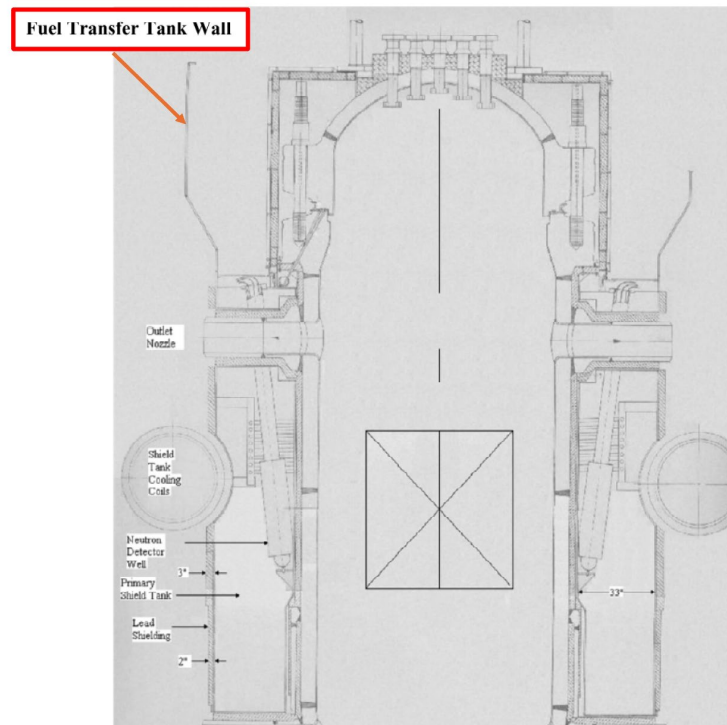 Fuel Transfer Tank Wall
Outlet
Nozzle
Shield
Tank
Cooling
Coils
Neutron
Detector
Well
3"
Primary
Shield Tank
33"
Lead
Shielding
2"